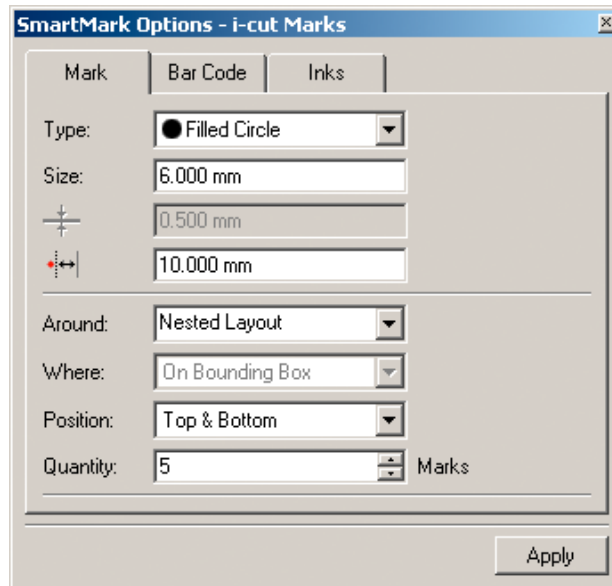 SmartMark Options - i-cut Marks
Mark Bar Code Inks
Type: Filled Circle
Size: 6.000 mm
0.500 mm
10.000 mm
Around: Nested Layout
Where: On Bounding Box
Position: Top & Bottom
Quantity: 5 Marks
Apply